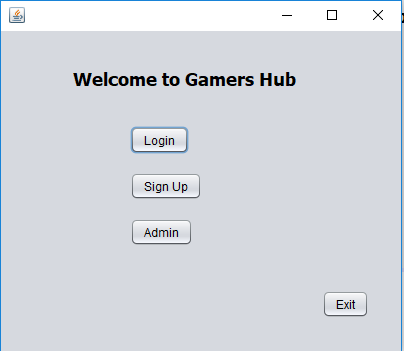 Welcome to Gamers Hub
Login
Sign Up
Admin
Exit